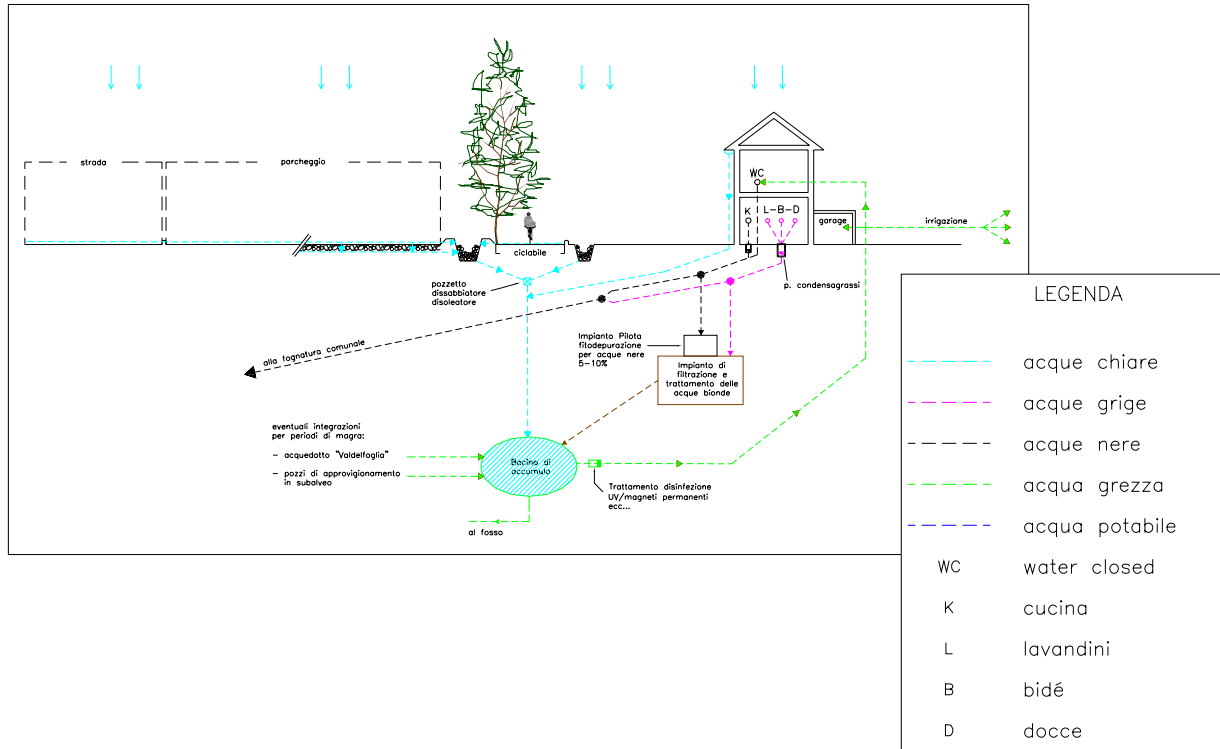 strada
parcheggio
WC
K
L-B-D
garage
irrigazione
ciclabile
pozzetto
dissabbiatore
disoleatore
p. condensagrassi
alla fognatura comunale
Impianto Pilota
fitodepurazione
per acque nere
5-10%
Impianto di
filtrazione e
trattamento delle
acque bionde
eventuali integrazioni
per periodi di magra:
- acquedotto "Valdelfoglia"
- pozzi di approvigionamento
in subalveo
Bacino di
accumulo
Trattamento disinfezione
UV/magneti permanenti
ecc...
al fosso
LEGENDA
acque chiare
acque grige
acque nere
acqua grezza
acqua potabile
WC water closed
K cucina
L lavandini
B bidé
D docce